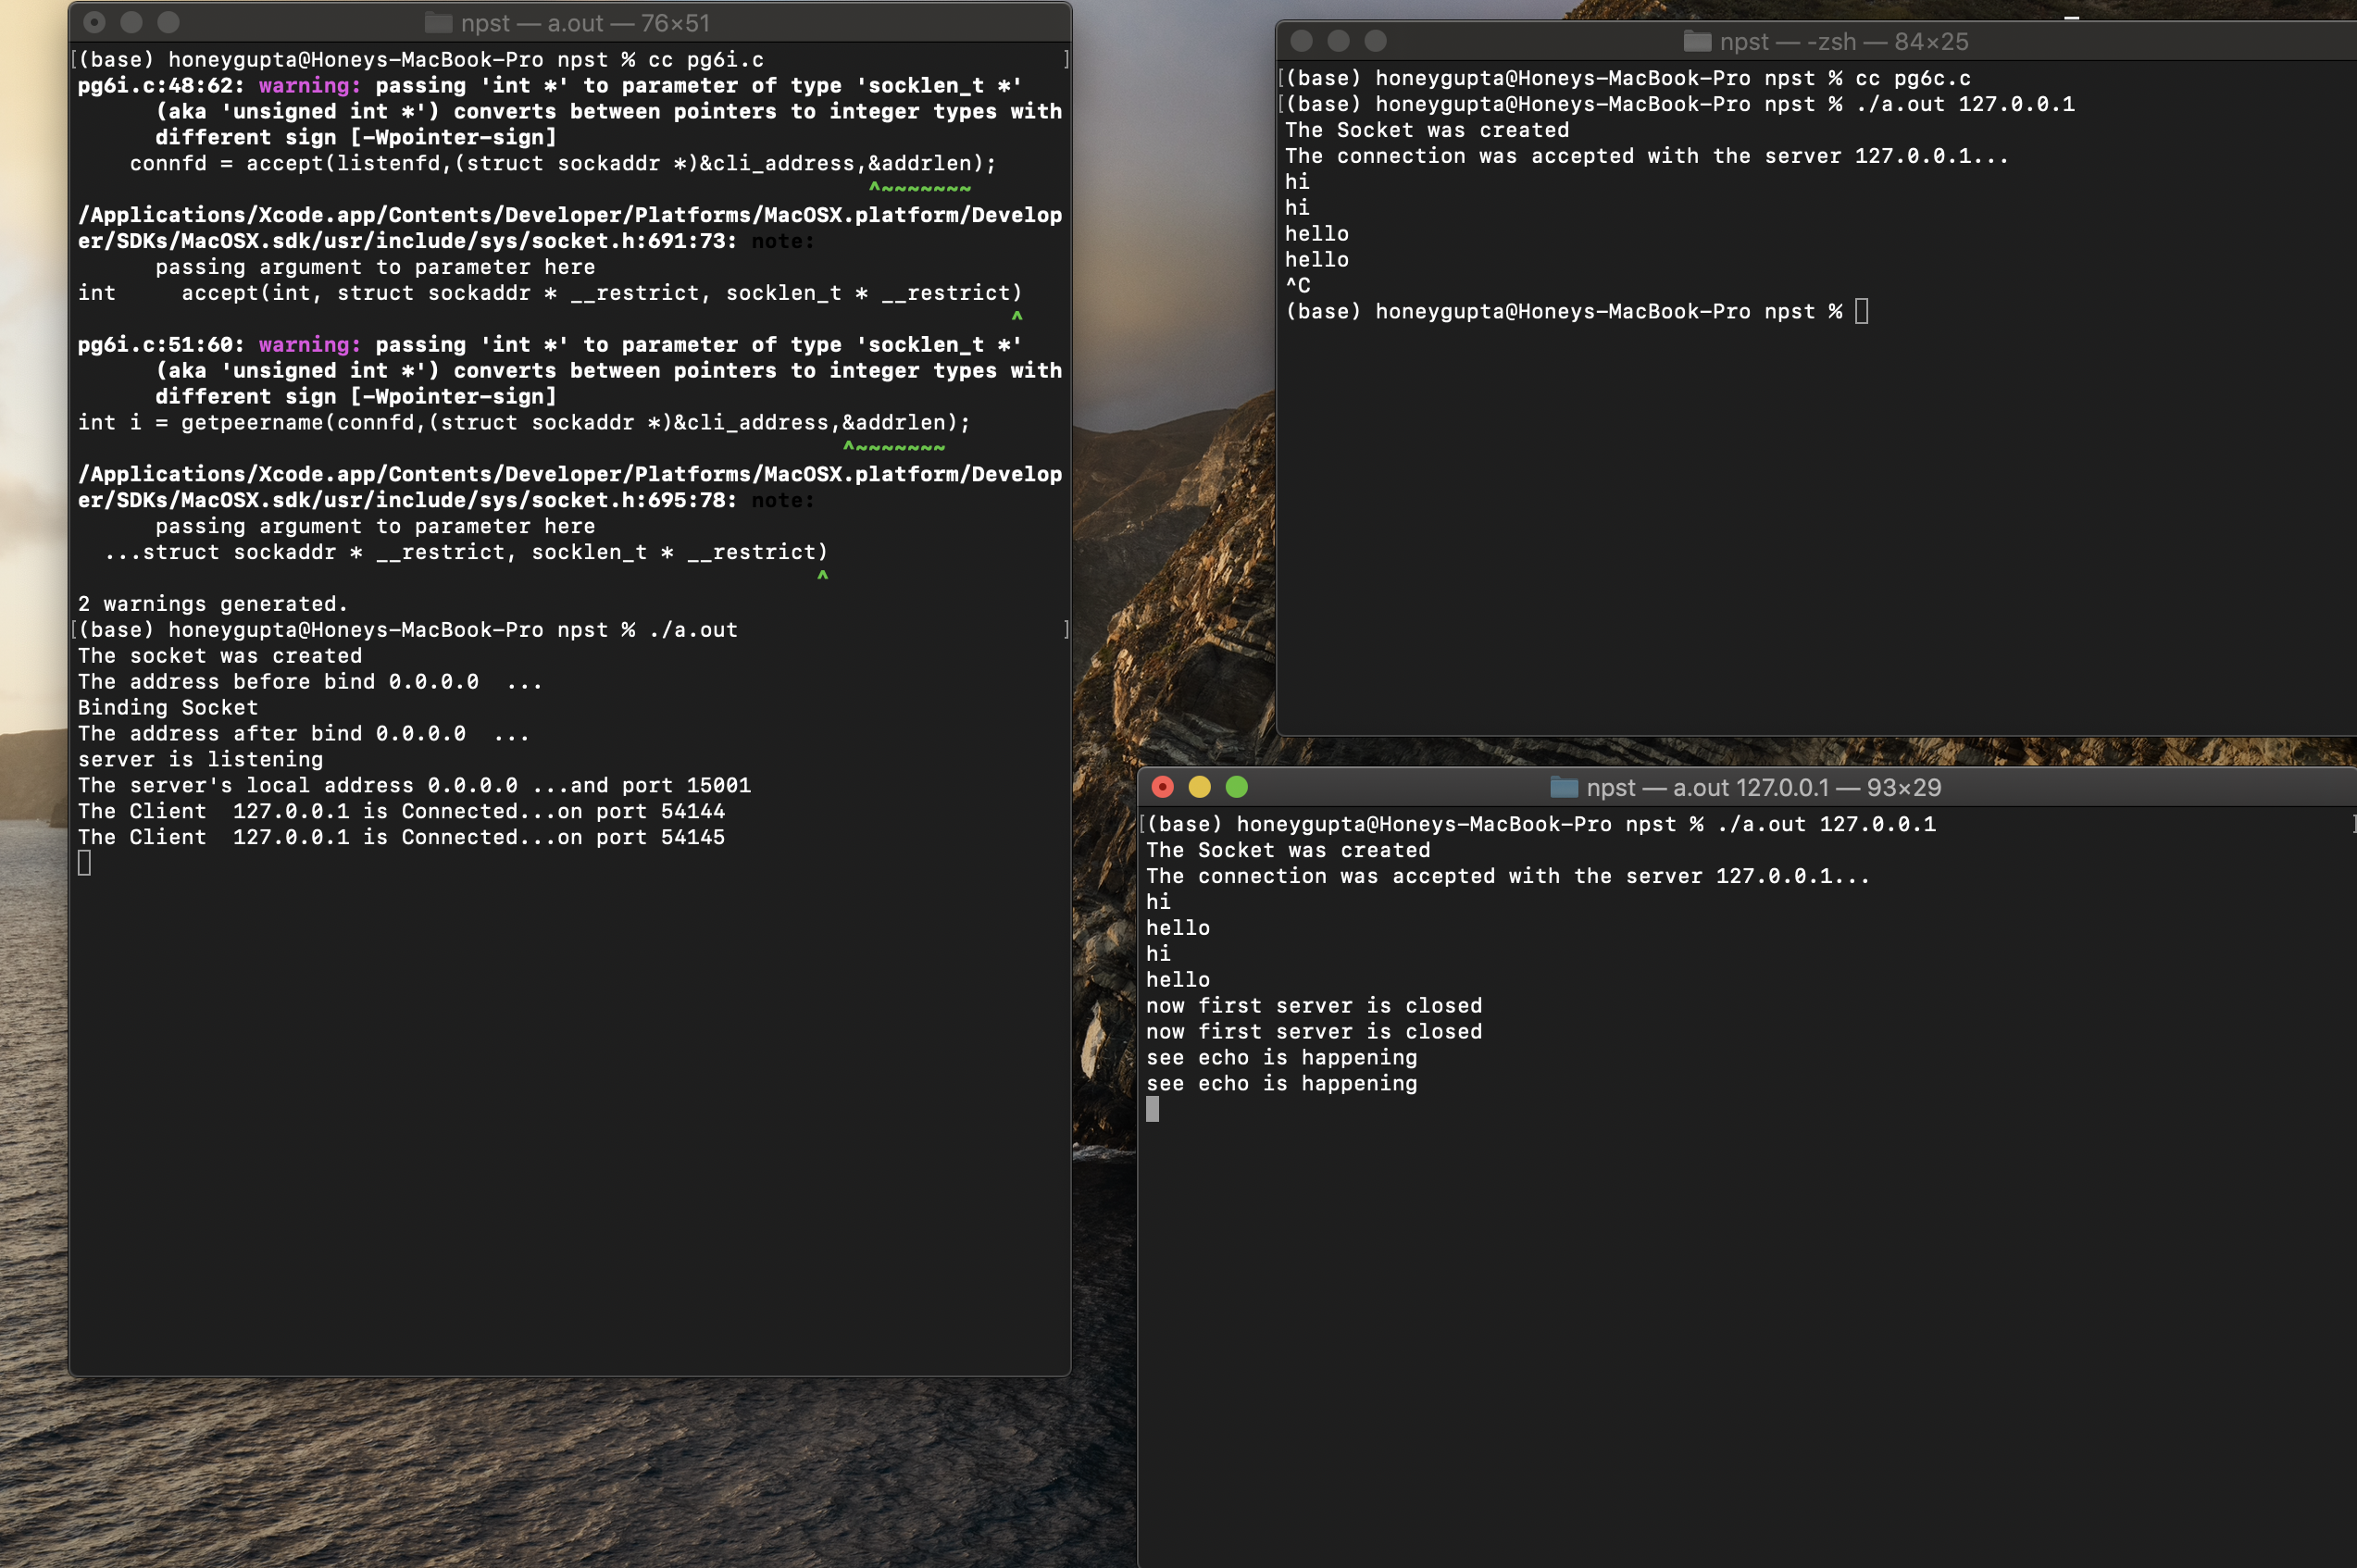 npst — a.out — 76×51
(base) honeygupta@Honeys-MacBook-Pro npst % cc pg6i.c
pg6i.c:48:62: warning: passing 'int *' to parameter of type 'socklen_t *'
(aka 'unsigned int *') converts between pointers to integer types with
different sign [-Wpointer-sign]
connfd = accept(listenfd,(struct sockaddr *)&cli_address,&addrlen);
^~~~~~~~
/Applications/Xcode.app/Contents/Developer/Platforms/MacOSX.platform/Develop
er/SDKs/MacOSX.sdk/usr/include/sys/socket.h:691:73: note:
passing argument to parameter here
int     accept(int, struct sockaddr * __restrict, socklen_t * __restrict)
^
pg6i.c:51:60: warning: passing 'int *' to parameter of type 'socklen_t *'
(aka 'unsigned int *') converts between pointers to integer types with
different sign [-Wpointer-sign]
int i = getpeername(connfd,(struct sockaddr *)&cli_address,&addrlen);
^~~~~~~~
/Applications/Xcode.app/Contents/Developer/Platforms/MacOSX.platform/Develop
er/SDKs/MacOSX.sdk/usr/include/sys/socket.h:695:78: note:
passing argument to parameter here
...struct sockaddr * __restrict, socklen_t * __restrict)
^
2 warnings generated.
(base) honeygupta@Honeys-MacBook-Pro npst % ./a.out
The socket was created
The address before bind 0.0.0.0  ...
Binding Socket
The address after bind 0.0.0.0  ...
server is listening
The server's local address 0.0.0.0 ...and port 15001
The Client  127.0.0.1 is Connected...on port 54144
The Client  127.0.0.1 is Connected...on port 54145
npst — -zsh — 84×25
(base) honeygupta@Honeys-MacBook-Pro npst % cc pg6c.c
(base) honeygupta@Honeys-MacBook-Pro npst % ./a.out 127.0.0.1
The Socket was created
The connection was accepted with the server 127.0.0.1...
hi
hi
hello
hello
^C
(base) honeygupta@Honeys-MacBook-Pro npst %
npst — a.out 127.0.0.1 — 93×29
(base) honeygupta@Honeys-MacBook-Pro npst % ./a.out 127.0.0.1
The Socket was created
The connection was accepted with the server 127.0.0.1...
hi
hello
hi
hello
now first server is closed
now first server is closed
see echo is happening
see echo is happening